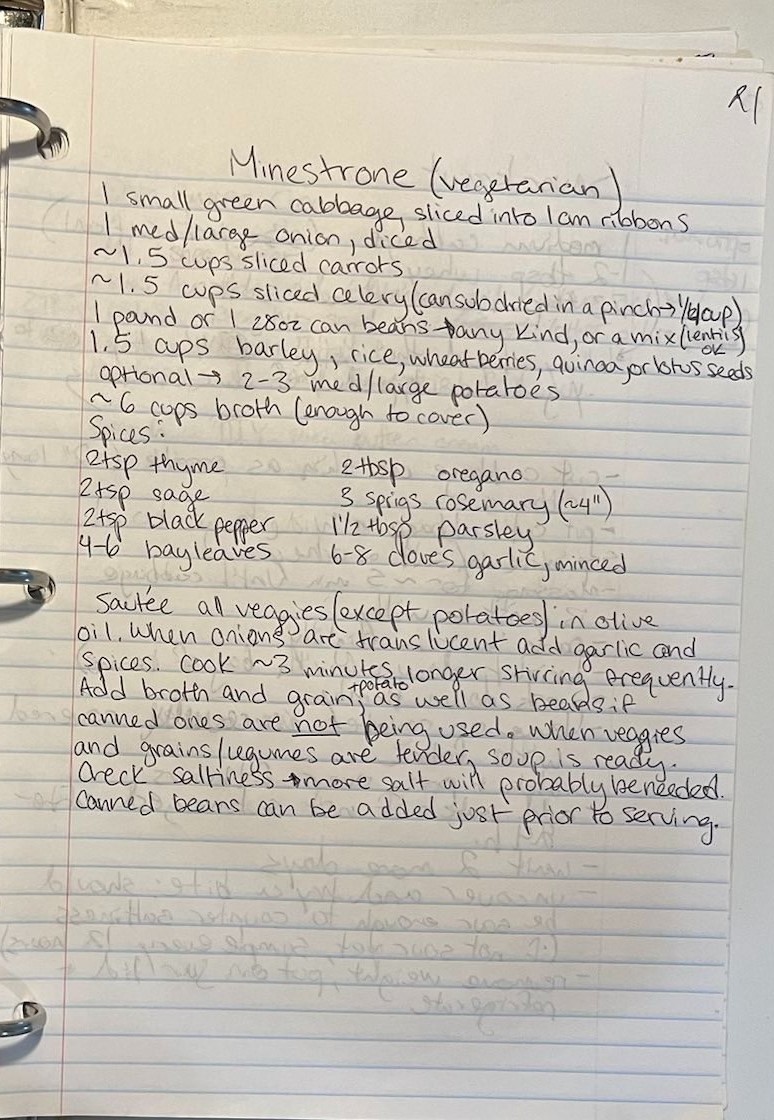 R1
Minestrone (vegetarian)
1 small green cabbage, sliced into 1cm ribbons
1 med/large onion, diced
~1.5 cups sliced carrots
~1.5 cups sliced celery (can sub dried in a pinch → 1/4 cup)
1 pound or 1 28oz can beans → any kind, or a mix (lentils ok)
1.5 cups barley, rice, wheat berries, quinoa, or lotus seeds
optional → 2-3 med/large potatoes
~6 cups broth (enough to cover)
Spices:
2tsp thyme 2 tbsp oregano
2tsp sage 3 sprigs rosemary (~4")
2tsp black pepper 1 1/2 tbsp parsley
4-6 bay leaves 6-8 cloves garlic, minced
Sautée all veggies (except potatoes) in olive
oil. When onions are translucent add garlic and
spices. Cook ~3 minutes longer stirring frequently.
Add broth and grain, +potato as well as beans if
canned ones are not being used. When veggies
and grains/legumes are tender, soup is ready.
Check saltiness → more salt will probably be needed.
Canned beans can be added just prior to serving.